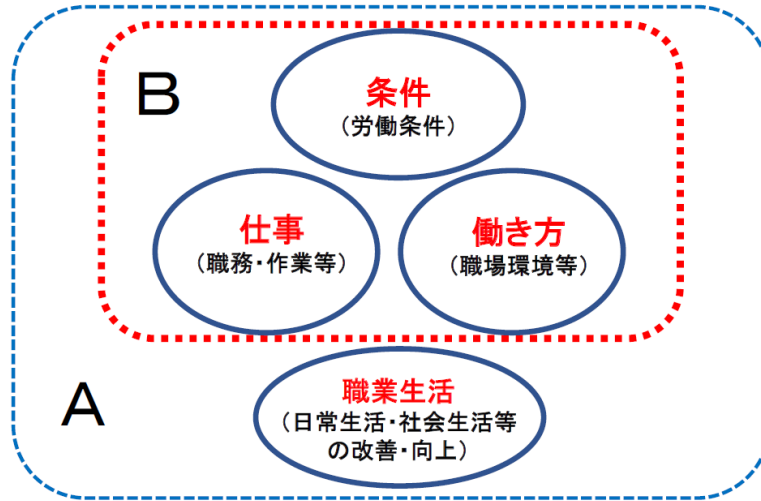 B
条件
（労働条件）
仕事
（職務・作業等）
働き方
（職場環境等）
A
職業生活
（日常生活・社会生活等
の改善・向上）